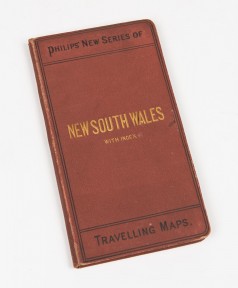 PHILIPS' NEW SERIES OF
NEW SOUTH WALES
WITH INDEX
TRAVELLING MAPS.